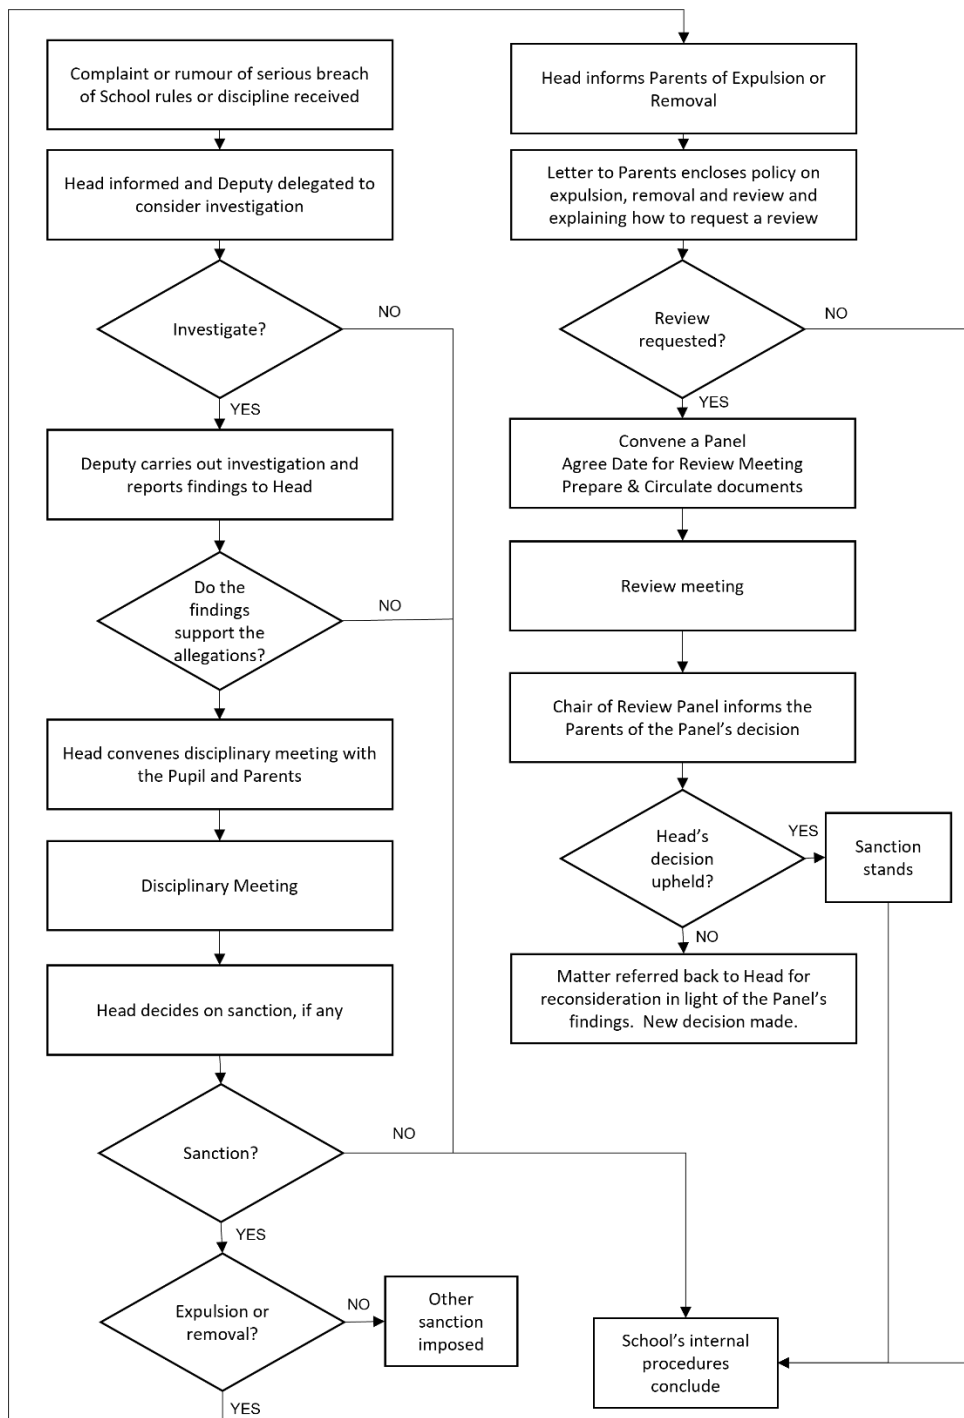 Complaint or rumour of serious breach
of School rules or discipline received
Head informed and Deputy delegated to
consider investigation
Investigate?
NO
YES
Deputy carries out investigation and
reports findings to Head
Do the
findings
support the
allegations?
NO
Head convenes disciplinary meeting with
the Pupil and Parents
Disciplinary Meeting
Head decides on sanction, if any
Sanction?
NO
YES
Expulsion or
removal?
NO
Other
sanction
imposed
YES
Head informs Parents of Expulsion or
Removal
Letter to Parents encloses policy on
expulsion, removal and review and
explaining how to request a review
Review
requested?
NO
YES
Convene a Panel
Agree Date for Review Meeting
Prepare & Circulate documents
Review meeting
Chair of Review Panel informs the
Parents of the Panel’s decision
Head’s
decision
upheld?
YES
Sanction
stands
NO
Matter referred back to Head for
reconsideration in light of the Panel’s
findings.  New decision made.
School’s internal
procedures
conclude